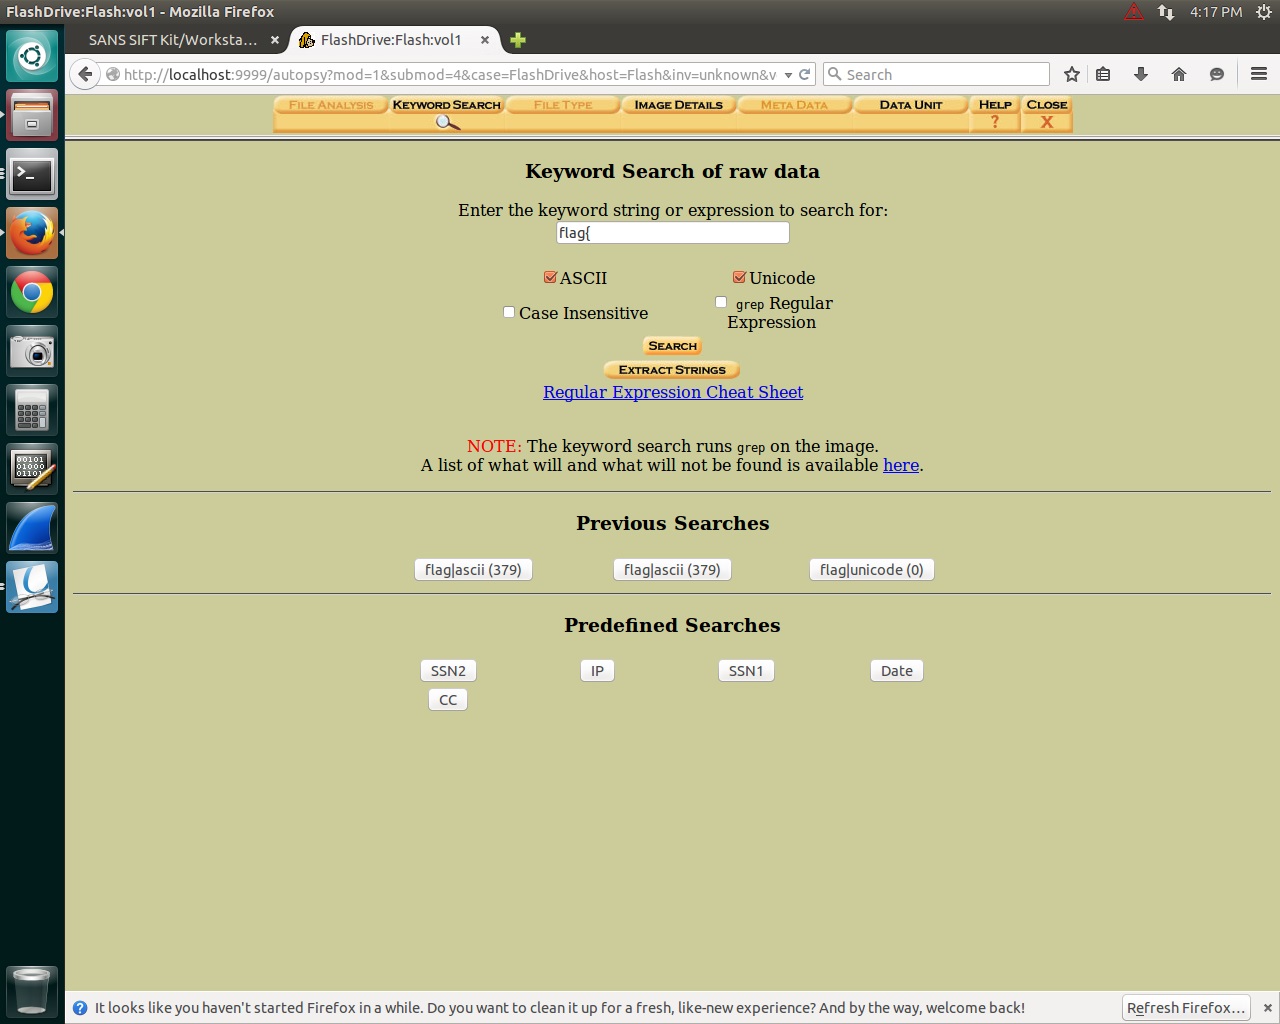 FlashDrive:Flash:vol1 - Mozilla Firefox
4:17 PM
SANS SIFT Kit/Worksta...
FlashDrive:Flash:vol1
http://localhost:9999/autopsy?mod=1&submod=4&case=FlashDrive&host=Flash&inv=unknown&v
Search
FILE ANALYSIS KEYWORD SEARCH FILE TYPE IMAGE DETAILS META DATA DATA UNIT HELP CLOSE
? X
Keyword Search of raw data
Enter the keyword string or expression to search for:
flag{
ASCII Unicode
Case Insensitive grep Regular
Expression
SEARCH
EXTRACT STRINGS
Regular Expression Cheat Sheet
NOTE: The keyword search runs grep on the image.
A list of what will and what will not be found is available here.
Previous Searches
flag|ascii (379) flag|ascii (379) flag|unicode (0)
Predefined Searches
SSN2 IP SSN1 Date
CC
It looks like you haven't started Firefox in a while. Do you want to clean it up for a fresh, like-new experience? And by the way, welcome back! Refresh Firefox...